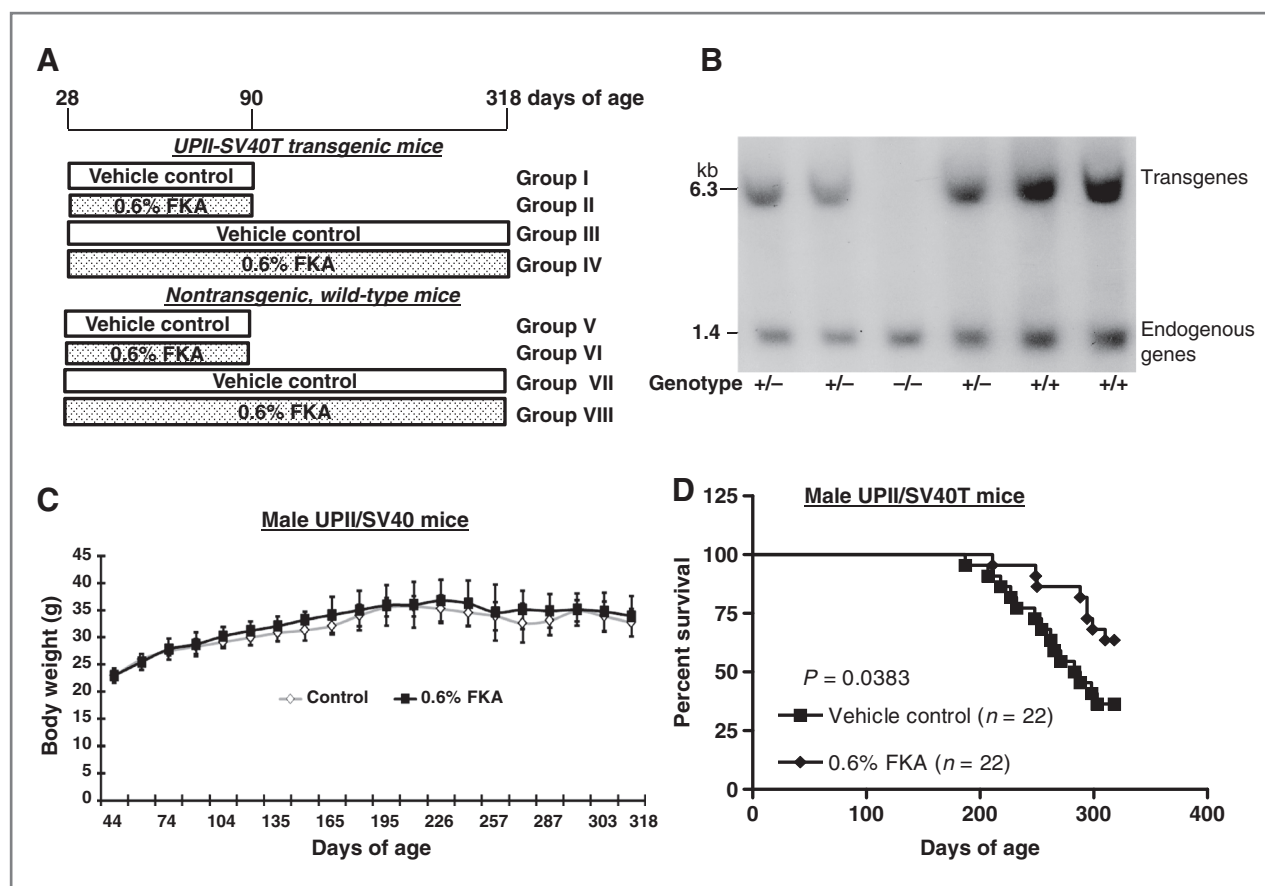 A
28 90 318 days of age
UPII-SV40T transgenic mice
Vehicle control Group I
0.6% FKA Group II
Vehicle control Group III
0.6% FKA Group IV
Nontransgenic, wild-type mice
Vehicle control Group V
0.6% FKA Group VI
Vehicle control Group VII
0.6% FKA Group VIII
B
kb
6.3 Transgenes
1.4 Endogenous
genes
Genotype +/– +/– –/– +/– +/+ +/+
C
Male UPII/SV40 mice
45
40
35
30
25
20
15
10
5
0
Body weight (g)
Control 0.6% FKA
44 74 104 135 165 195 226 257 287 303 318
Days of age
D
Male UPII/SV40T mice
125
100
75
50
25
0
Percent survival
P = 0.0383
Vehicle control (n = 22)
0.6% FKA (n = 22)
0 100 200 300 400
Days of age